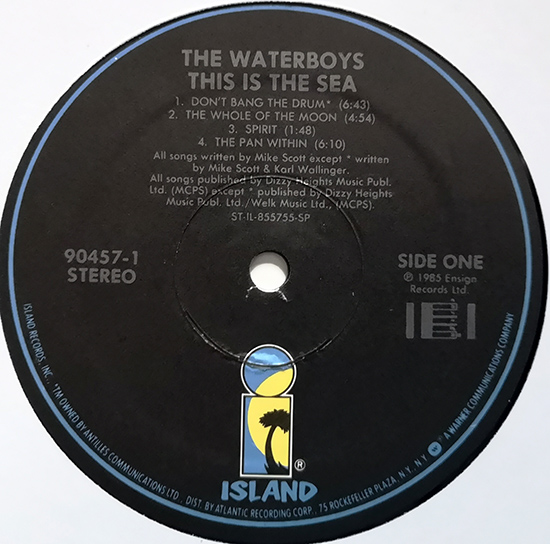 THE WATERBOYS
THIS IS THE SEA
1. DON'T BANG THE DRUM* (6:43)
2. THE WHOLE OF THE MOON (4:54)
3. SPIRIT (1:48)
4. THE PAN WITHIN (6:10)
All songs written by Mike Scott except * written
by Mike Scott & Karl Wallinger.
All songs published by Dizzy Heights Music Publ.
Ltd. (MCPS) except * published by Dizzy Heights
Music Publ. Ltd./Welk Music Ltd., (MCPS).
ST-IL-855755-SP
90457-1
STEREO
SIDE ONE
℗ 1985 Ensign
Records Ltd.
i
®
ISLAND
ISLAND RECORDS, INC., *TM OWNED BY ANTILLES COMMUNICATIONS LTD., DIST. BY ATLANTIC RECORDING CORP., 75 ROCKEFELLER PLAZA, N.Y., N.Y. A WARNER COMMUNICATIONS COMPANY